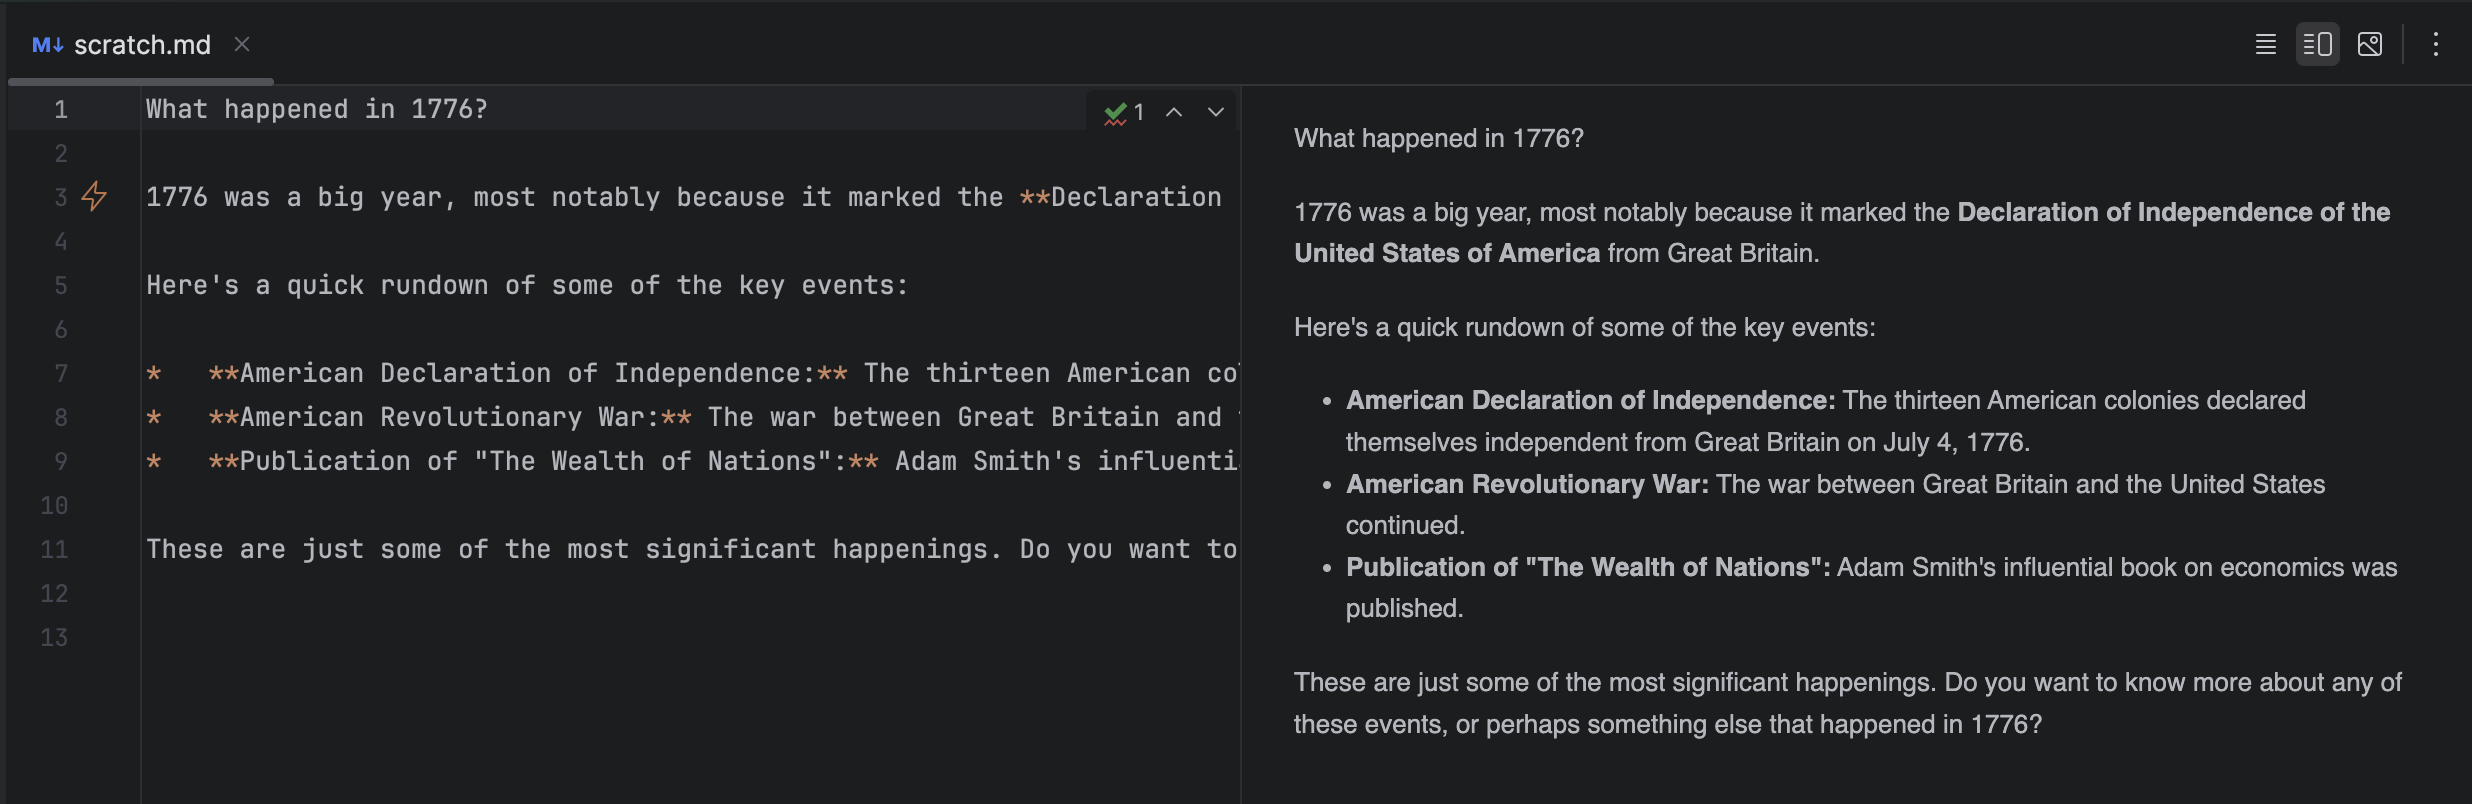 M↓ scratch.md
1 What happened in 1776?
1
2
3 1776 was a big year, most notably because it marked the **Declaration
4
5 Here's a quick rundown of some of the key events:
6
7 *   **American Declaration of Independence:** The thirteen American co
8 *   **American Revolutionary War:** The war between Great Britain and
9 *   **Publication of "The Wealth of Nations":** Adam Smith's influenti
10
11 These are just some of the most significant happenings. Do you want to
12
13
What happened in 1776?
1776 was a big year, most notably because it marked the Declaration of Independence of the
United States of America from Great Britain.
Here's a quick rundown of some of the key events:
• American Declaration of Independence: The thirteen American colonies declared
themselves independent from Great Britain on July 4, 1776.
• American Revolutionary War: The war between Great Britain and the United States
continued.
• Publication of "The Wealth of Nations": Adam Smith's influential book on economics was
published.
These are just some of the most significant happenings. Do you want to know more about any of
these events, or perhaps something else that happened in 1776?